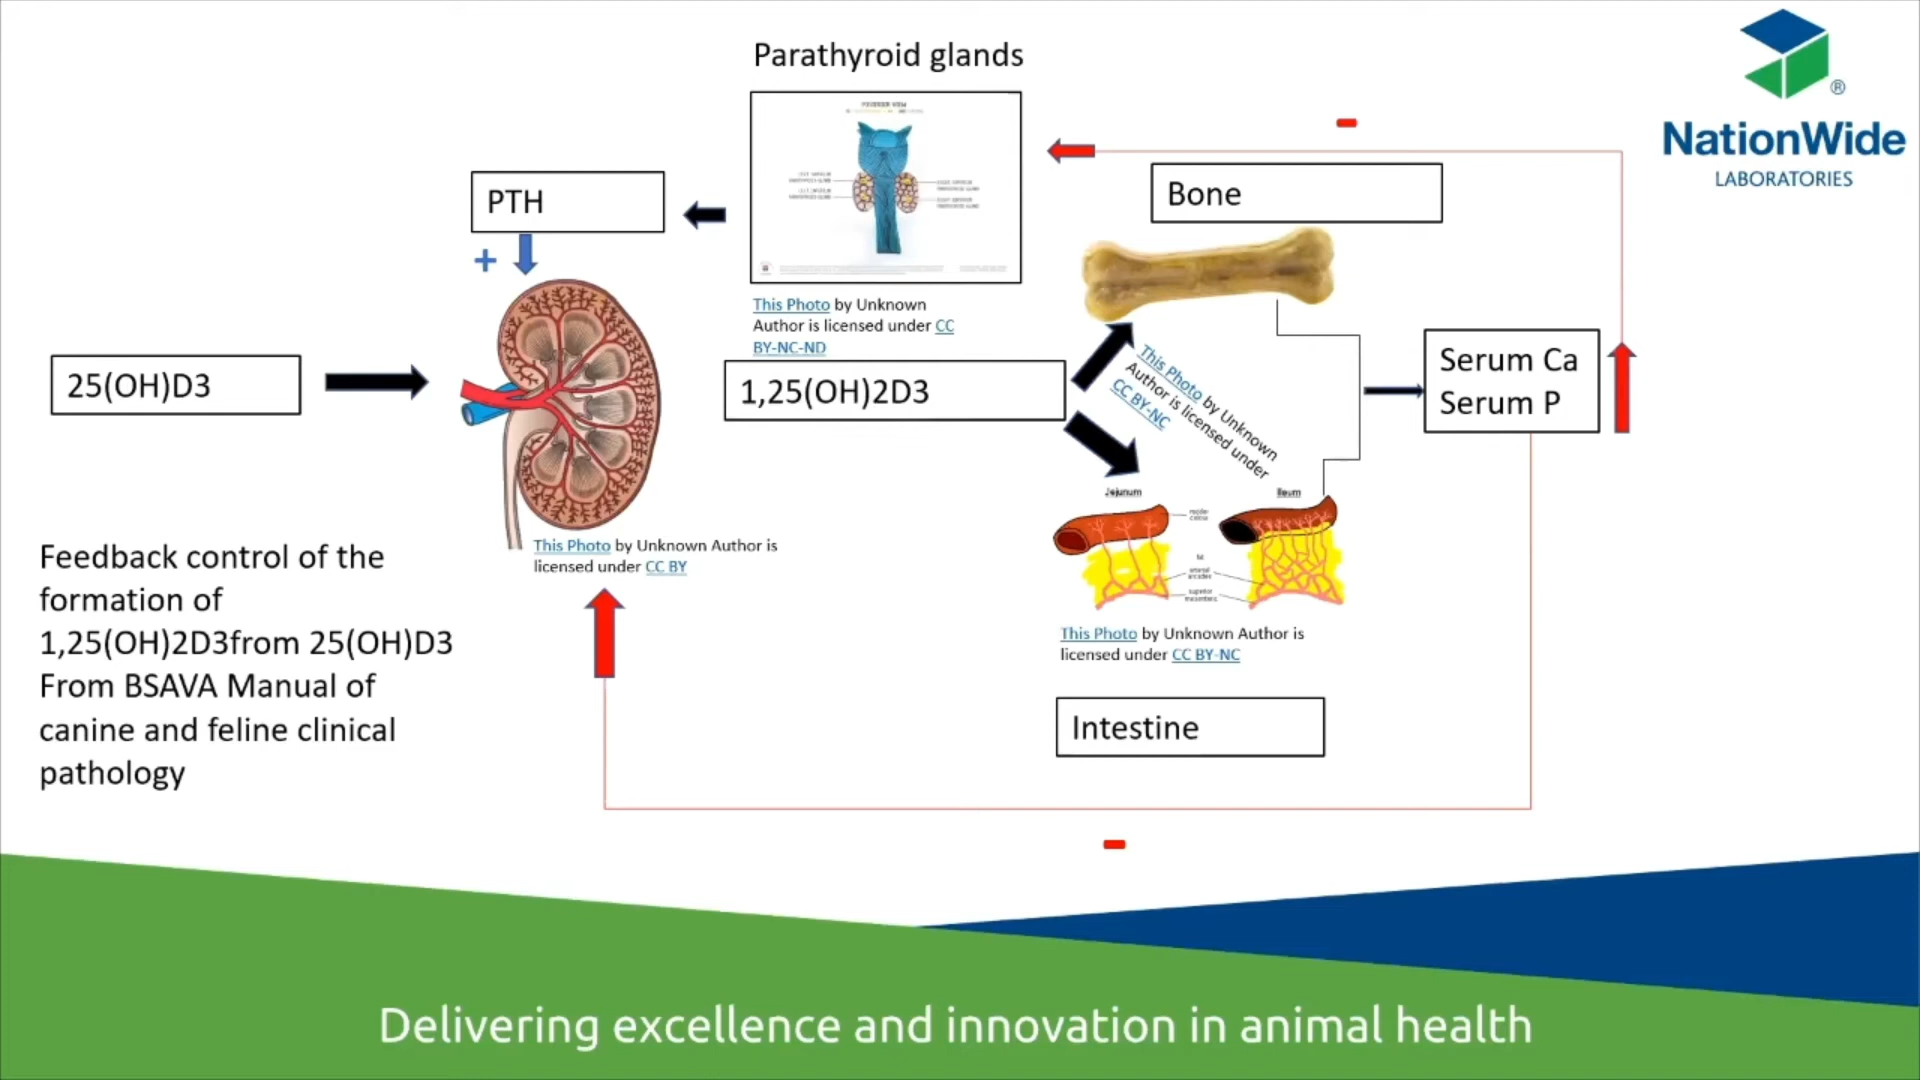 Parathyroid glands
POSTERIOR VIEW
®
NationWide
LABORATORIES
PTH
Bone
+
This Photo by Unknown
Author is licensed under CC
BY-NC-ND
25(OH)D3
1,25(OH)2D3
This Photo by Unknown
Author is licensed under
CC BY-NC
Serum Ca
Serum P
Jejunum
Ileum
This Photo by Unknown Author is
licensed under CC BY
Feedback control of the
formation of
1,25(OH)2D3from 25(OH)D3
From BSAVA Manual of
canine and feline clinical
pathology
This Photo by Unknown Author is
licensed under CC BY-NC
Intestine
Delivering excellence and innovation in animal health